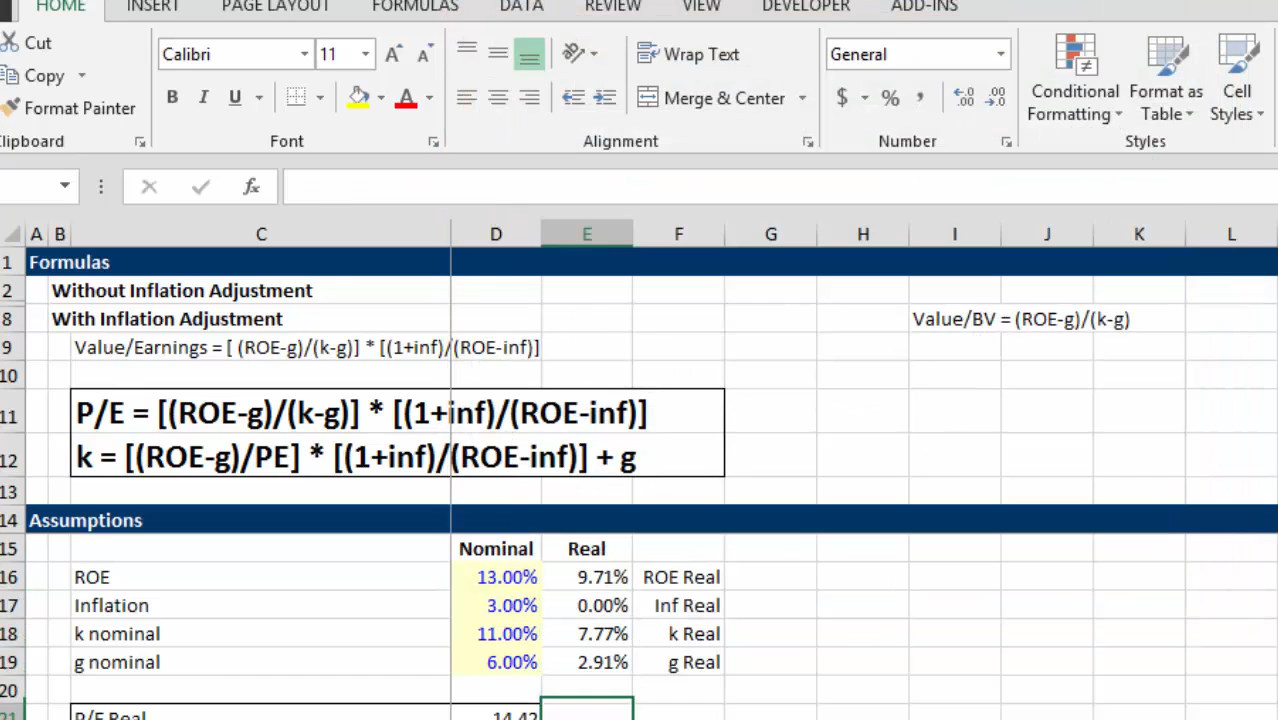 HOME INSERT PAGE LAYOUT FORMULAS DATA REVIEW VIEW DEVELOPER ADD-INS
Cut Calibri 11 A A Wrap Text General
Copy
Format Painter B I U A Merge & Center $ % , Conditional Formatting Format as Table Cell Styles
Clipboard Font Alignment Number Styles
fx
A B C D E F G H I J K L
1 Formulas
2 Without Inflation Adjustment
8 With Inflation Adjustment Value/BV = (ROE-g)/(k-g)
9 Value/Earnings = [ (ROE-g)/(k-g)] * [(1+inf)/(ROE-inf)]
10
11 P/E = [(ROE-g)/(k-g)] * [(1+inf)/(ROE-inf)]
12 k = [(ROE-g)/PE] * [(1+inf)/(ROE-inf)] + g
13
14 Assumptions
15 Nominal Real
16 ROE 13.00% 9.71% ROE Real
17 Inflation 3.00% 0.00% Inf Real
18 k nominal 11.00% 7.77% k Real
19 g nominal 6.00% 2.91% g Real
20
21 P/E Real 14.42